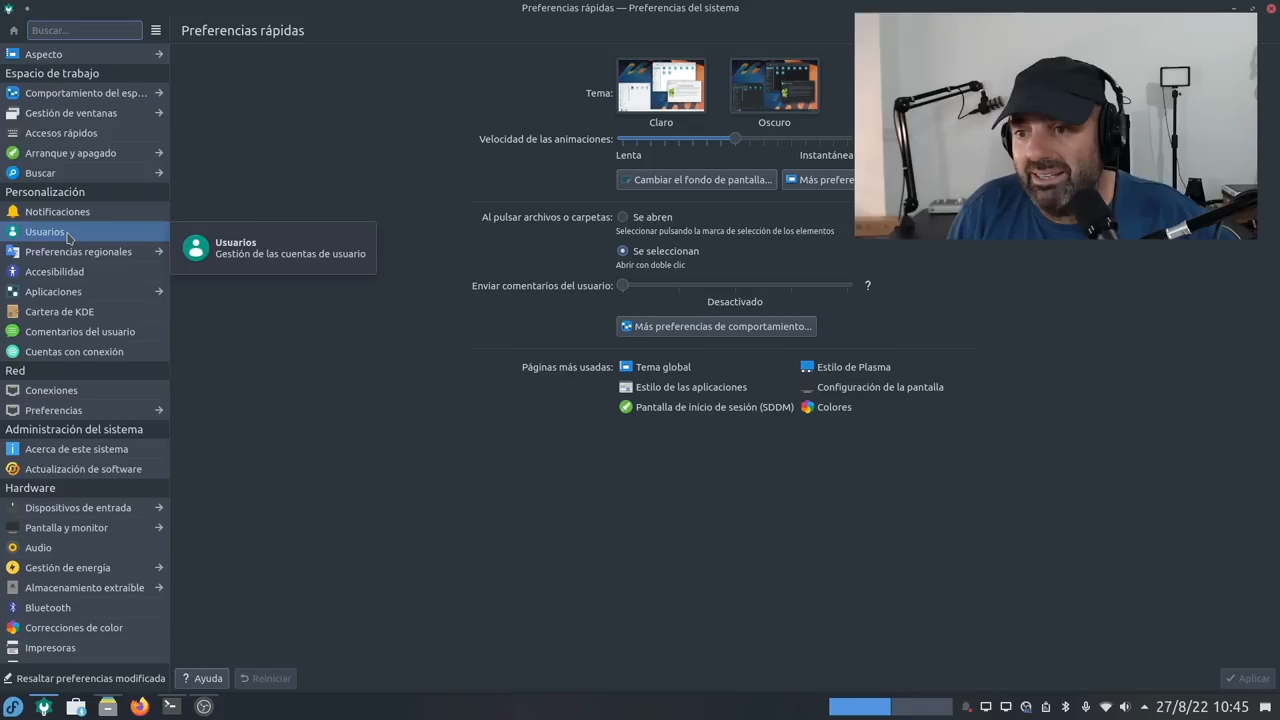 Preferencias rápidas — Preferencias del sistema
Buscar...
Preferencias rápidas
Aspecto
Espacio de trabajo
Comportamiento del esp...
Gestión de ventanas
Accesos rápidos
Arranque y apagado
Buscar
Personalización
Notificaciones
Usuarios
Preferencias regionales
Accesibilidad
Aplicaciones
Cartera de KDE
Comentarios del usuario
Cuentas con conexión
Red
Conexiones
Preferencias
Administración del sistema
Acerca de este sistema
Actualización de software
Hardware
Dispositivos de entrada
Pantalla y monitor
Audio
Gestión de energía
Almacenamiento extraíble
Bluetooth
Correcciones de color
Impresoras
Resaltar preferencias modificada
Usuarios
Gestión de las cuentas de usuario
Tema:
Claro
Oscuro
Velocidad de las animaciones:
Lenta
Instantánea
Cambiar el fondo de pantalla...
Más prefere
Al pulsar archivos o carpetas:
Se abren
Seleccionar pulsando la marca de selección de los elementos
Se seleccionan
Abrir con doble clic
Enviar comentarios del usuario:
?
Desactivado
Más preferencias de comportamiento...
Páginas más usadas:
Tema global
Estilo de Plasma
Estilo de las aplicaciones
Configuración de la pantalla
Pantalla de inicio de sesión (SDDM)
Colores
? Ayuda
Reiniciar
Aplicar
27/8/22 10:45